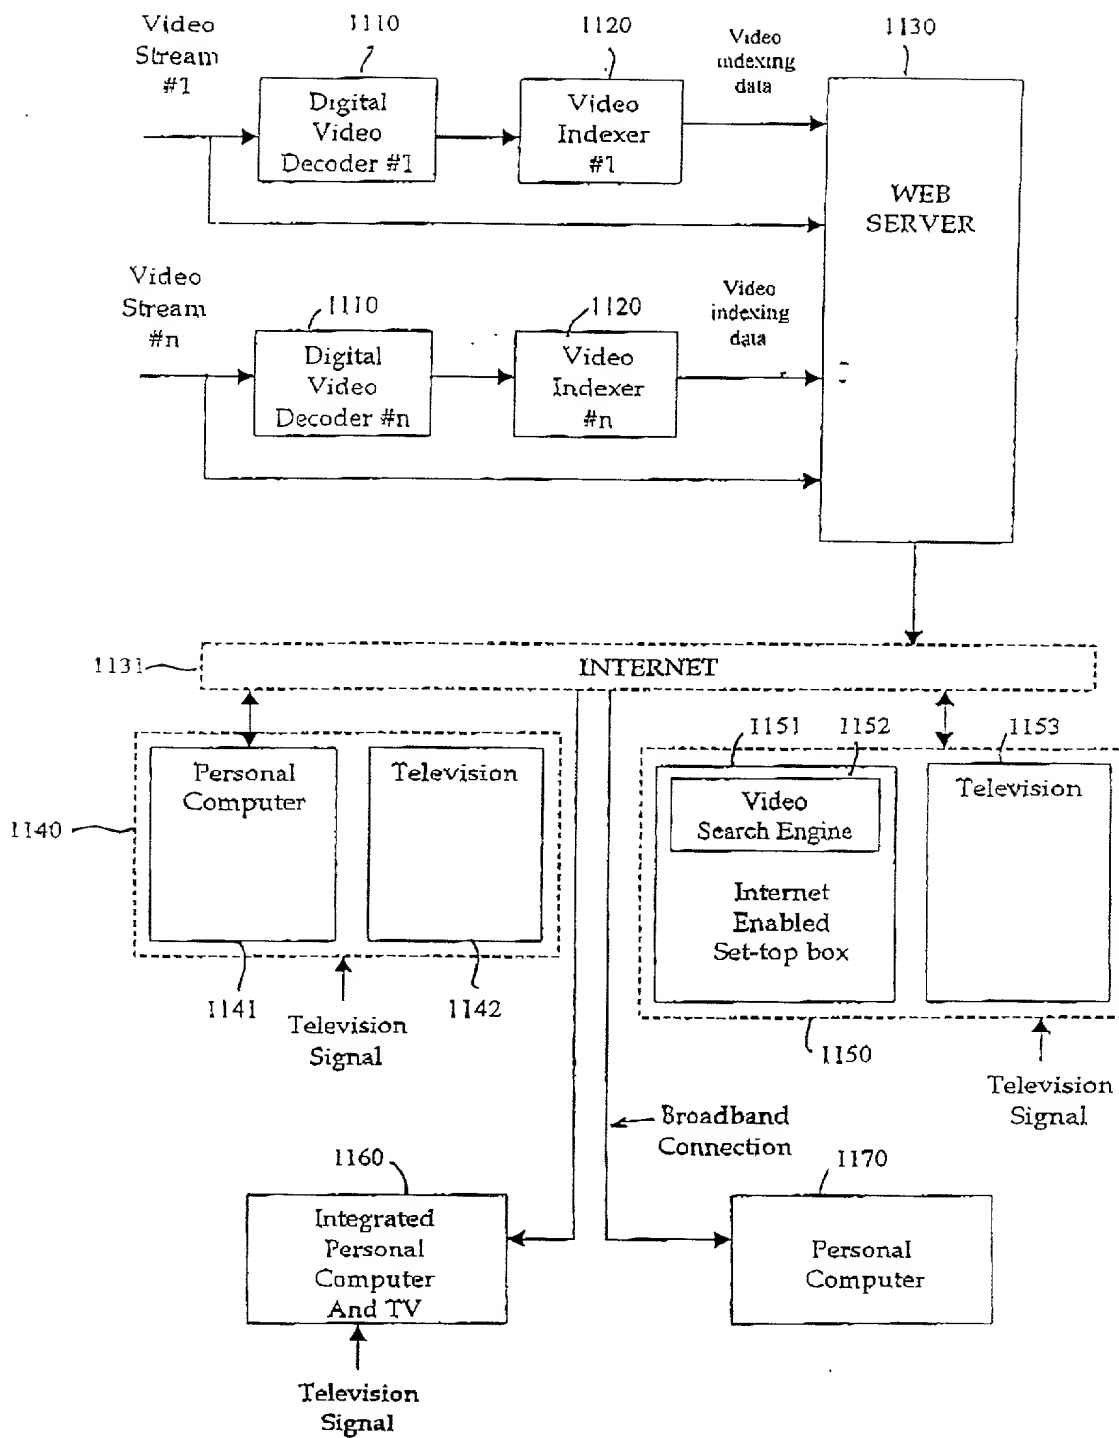 Video
Stream
#1
1110
1120
Video
indexing
data
1130
Digital
Video
Decoder #1
Video
Indexer
#1
WEB
SERVER
Video
Stream
#n
1110
1120
Video
indexing
data
Digital
Video
Decoder #n
Video
Indexer
#n
1131
INTERNET
1140
Personal
Computer
Television
1151
1152
1153
Video
Search Engine
Internet
Enabled
Set-top box
Television
1141
Television
Signal
1142
1150
Television
Signal
Broadband
Connection
1160
Integrated
Personal
Computer
And TV
1170
Personal
Computer
Television
Signal